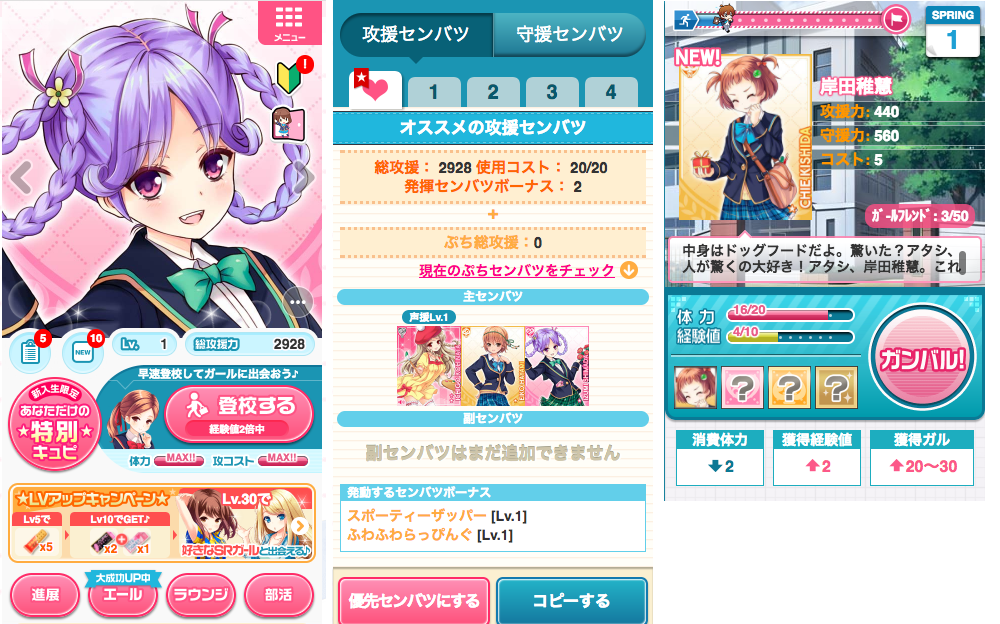 メニュー
!
5
10
NEW
Lv. 1
総攻援力 2928
新入生限定
あなただけの
★特別★
キュピ
早速登校してガールに出会おう♪
登校する
経験値2倍中
体力 MAX!! 攻コスト MAX!!
★LVアップキャンペーン★
Lv5で
x5
Lv10でGET♪
x2 + x1
Lv.30で
好きなSRガールと出会える♪
進展
大成功UP中
エール
ラウンジ
部活
攻援センバツ
守援センバツ
1
2
3
4
オススメの攻援センバツ
総攻援： 2928 使用コスト： 20/20
発揮センバツボーナス： 2
+
ぷち総攻援：0
現在のぷちセンバツをチェック
主センバツ
声援Lv.1
副センバツ
副センバツはまだ追加できません
発動するセンバツボーナス
スポーティーザッパー [Lv.1]
ふわふわらっぴんぐ [Lv.1]
優先センバツにする
コピーする
SPRING
1
NEW!
CHIE KISHIDA
岸田稚慧
攻援力: 440
守援力: 560
コスト: 5
ｶﾞｰﾙﾌﾚﾝﾄﾞ: 3/50
中身はドッグフードだよ。驚いた？アタシ、
人が驚くの大好き！アタシ、岸田稚慧。これ
体力 16/20
経験値 4/10
ガンバル!
?
?
?
消費体力
2
獲得経験値
2
獲得ガル
20〜30